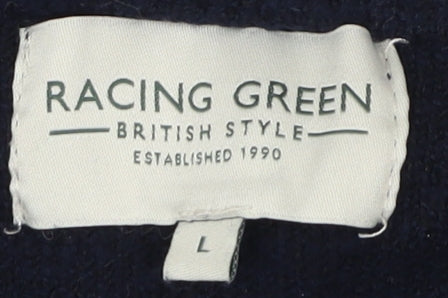 RACING GREEN
BRITISH STYLE
ESTABLISHED 1990
L